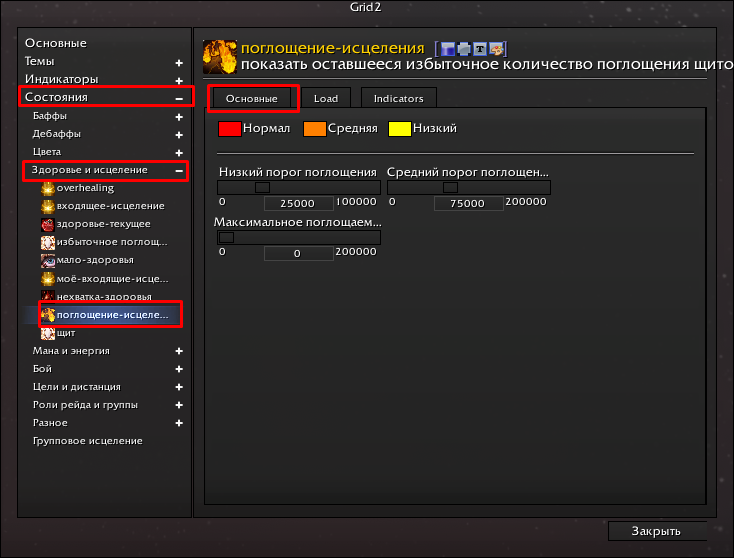 Grid2
Основные
Темы +
Индикаторы +
Состояния −
Баффы +
Дебаффы +
Цвета +
Здоровье и исцеление −
overhealing
входящее-исцеление
здоровье-текущее
избыточное поглощ...
мало-здоровья
моё-входящие-исце...
нехватка-здоровья
поглощение-исцеле...
щит
Мана и энергия +
Бой +
Цели и дистанция +
Роли рейда и группы +
Разное +
Групповое исцеление
поглощение-исцеления [ T ]
показать оставшееся избыточное количество поглощения щито
Основные Load Indicators
Нормал Средняя Низкий
Низкий порог поглощения Средний порог поглощен...
0 25000 100000 0 75000 200000
Максимальное поглощаем...
0 0 200000
Закрыть